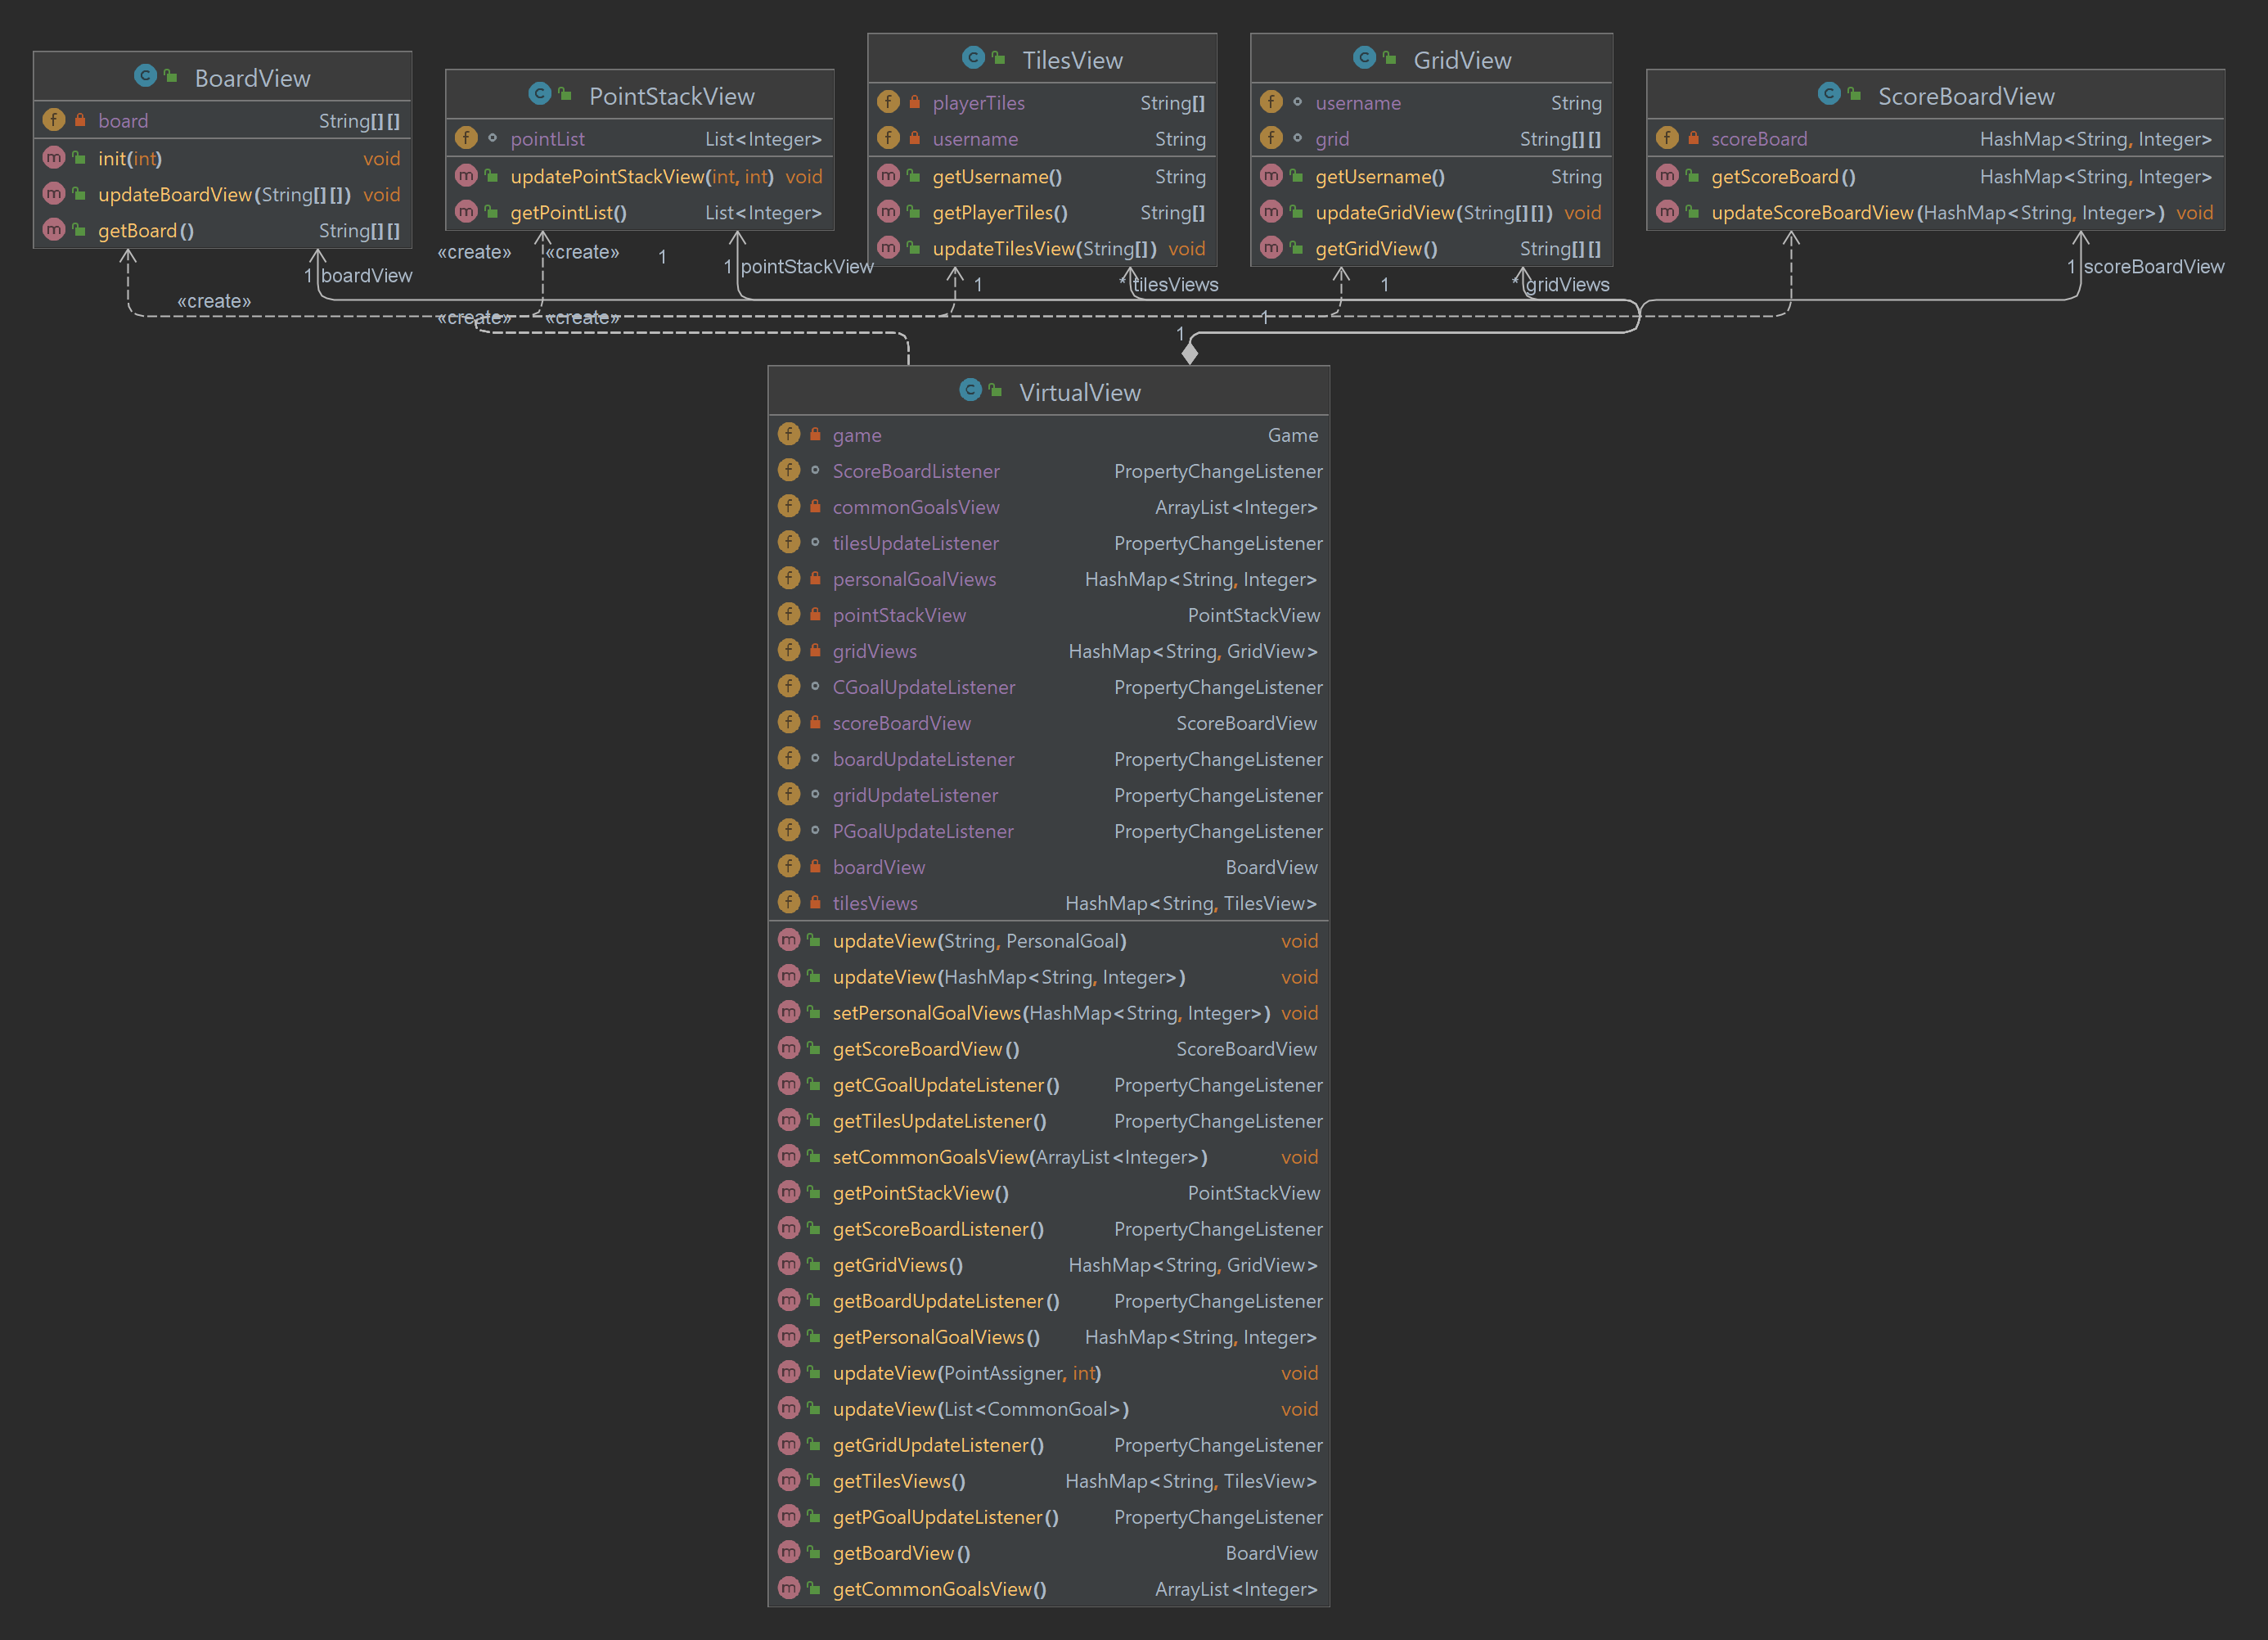 BoardView
board String[][]
init(int) void
updateBoardView(String[][]) void
getBoard() String[][]
PointStackView
pointList List<Integer>
updatePointStackView(int, int) void
getPointList() List<Integer>
TilesView
playerTiles String[]
username String
getUsername() String
getPlayerTiles() String[]
updateTilesView(String[]) void
GridView
username String
grid String[][]
getUsername() String
updateGridView(String[][]) void
getGridView() String[][]
ScoreBoardView
scoreBoard HashMap<String, Integer>
getScoreBoard() HashMap<String, Integer>
updateScoreBoardView(HashMap<String, Integer>) void
«create» «create» 1
1 boardView
1 pointStackView
1
* tilesViews
1
* gridViews
1 scoreBoardView
«create»
«create» «create»
1
1
VirtualView
game Game
ScoreBoardListener PropertyChangeListener
commonGoalsView ArrayList<Integer>
tilesUpdateListener PropertyChangeListener
personalGoalViews HashMap<String, Integer>
pointStackView PointStackView
gridViews HashMap<String, GridView>
CGoalUpdateListener PropertyChangeListener
scoreBoardView ScoreBoardView
boardUpdateListener PropertyChangeListener
gridUpdateListener PropertyChangeListener
PGoalUpdateListener PropertyChangeListener
boardView BoardView
tilesViews HashMap<String, TilesView>
updateView(String, PersonalGoal) void
updateView(HashMap<String, Integer>) void
setPersonalGoalViews(HashMap<String, Integer>) void
getScoreBoardView() ScoreBoardView
getCGoalUpdateListener() PropertyChangeListener
getTilesUpdateListener() PropertyChangeListener
setCommonGoalsView(ArrayList<Integer>) void
getPointStackView() PointStackView
getScoreBoardListener() PropertyChangeListener
getGridViews() HashMap<String, GridView>
getBoardUpdateListener() PropertyChangeListener
getPersonalGoalViews() HashMap<String, Integer>
updateView(PointAssigner, int) void
updateView(List<CommonGoal>) void
getGridUpdateListener() PropertyChangeListener
getTilesViews() HashMap<String, TilesView>
getPGoalUpdateListener() PropertyChangeListener
getBoardView() BoardView
getCommonGoalsView() ArrayList<Integer>